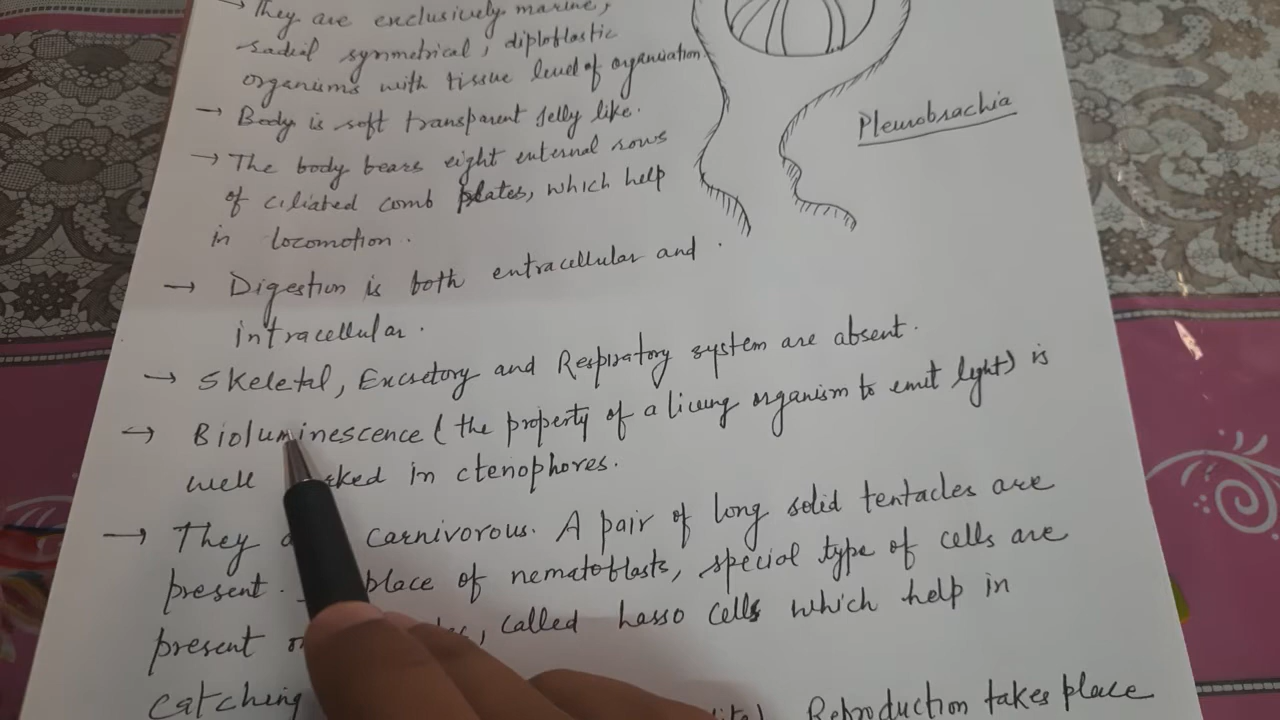 → They are exclusively marine,
radial symmetrical, diploblastic
organisms with tissue level of organisation.
→ Body is soft transparent Jelly like.
→ The body bears eight external rows
of ciliated comb plates, which help
in locomotion.
Pleurobrachia
→ Digestion is both extracellular and
intracellular.
→ Skeletal, Excretory and Respiratory system are absent.
→ Bioluminescence (the property of a living organism to emit light) is
well in ctenophores.
→ They carnivorous. A pair of long solid tentacles are
present. place of nematoblasts, special type of cells are
present called lasso cells which help in
catching Reproduction takes place